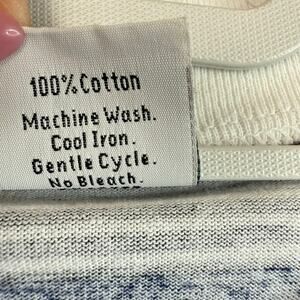 100% Cotton
Machine Wash.
Cool Iron.
Gentle Cycle.
No Bleach.